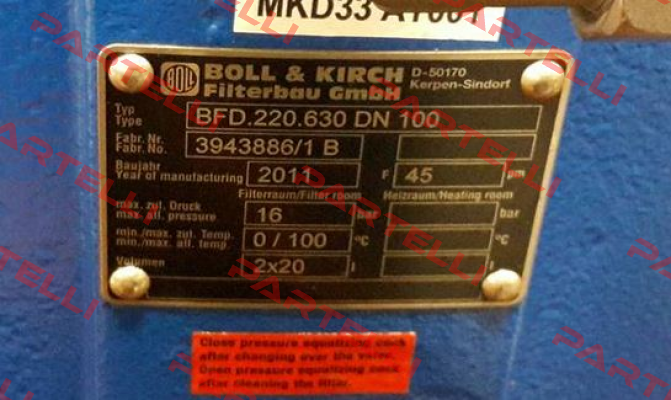 MKD33 A1001
BOLL
BOLL & KIRCH
Filterbau GmbH
D-50170
Kerpen-Sindorf
Typ
Type
BFD.220.630 DN 100
Fabr. Nr.
Fabr. No.
3943886/1 B
Baujahr
Year of manufacturing
2011
F
45
µm
Filterraum/Filter room
Heizraum/Heating room
max. zul. Druck
max. all. pressure
16
bar
bar
min./max. zul. Temp.
min./max. all. temp.
0 / 100
°C
°C
Volumen
2x20
l
l
Close pressure equalizing cock
after changing over the valve.
Open pressure equalizing cock
after cleaning the filter.
PARTELLI